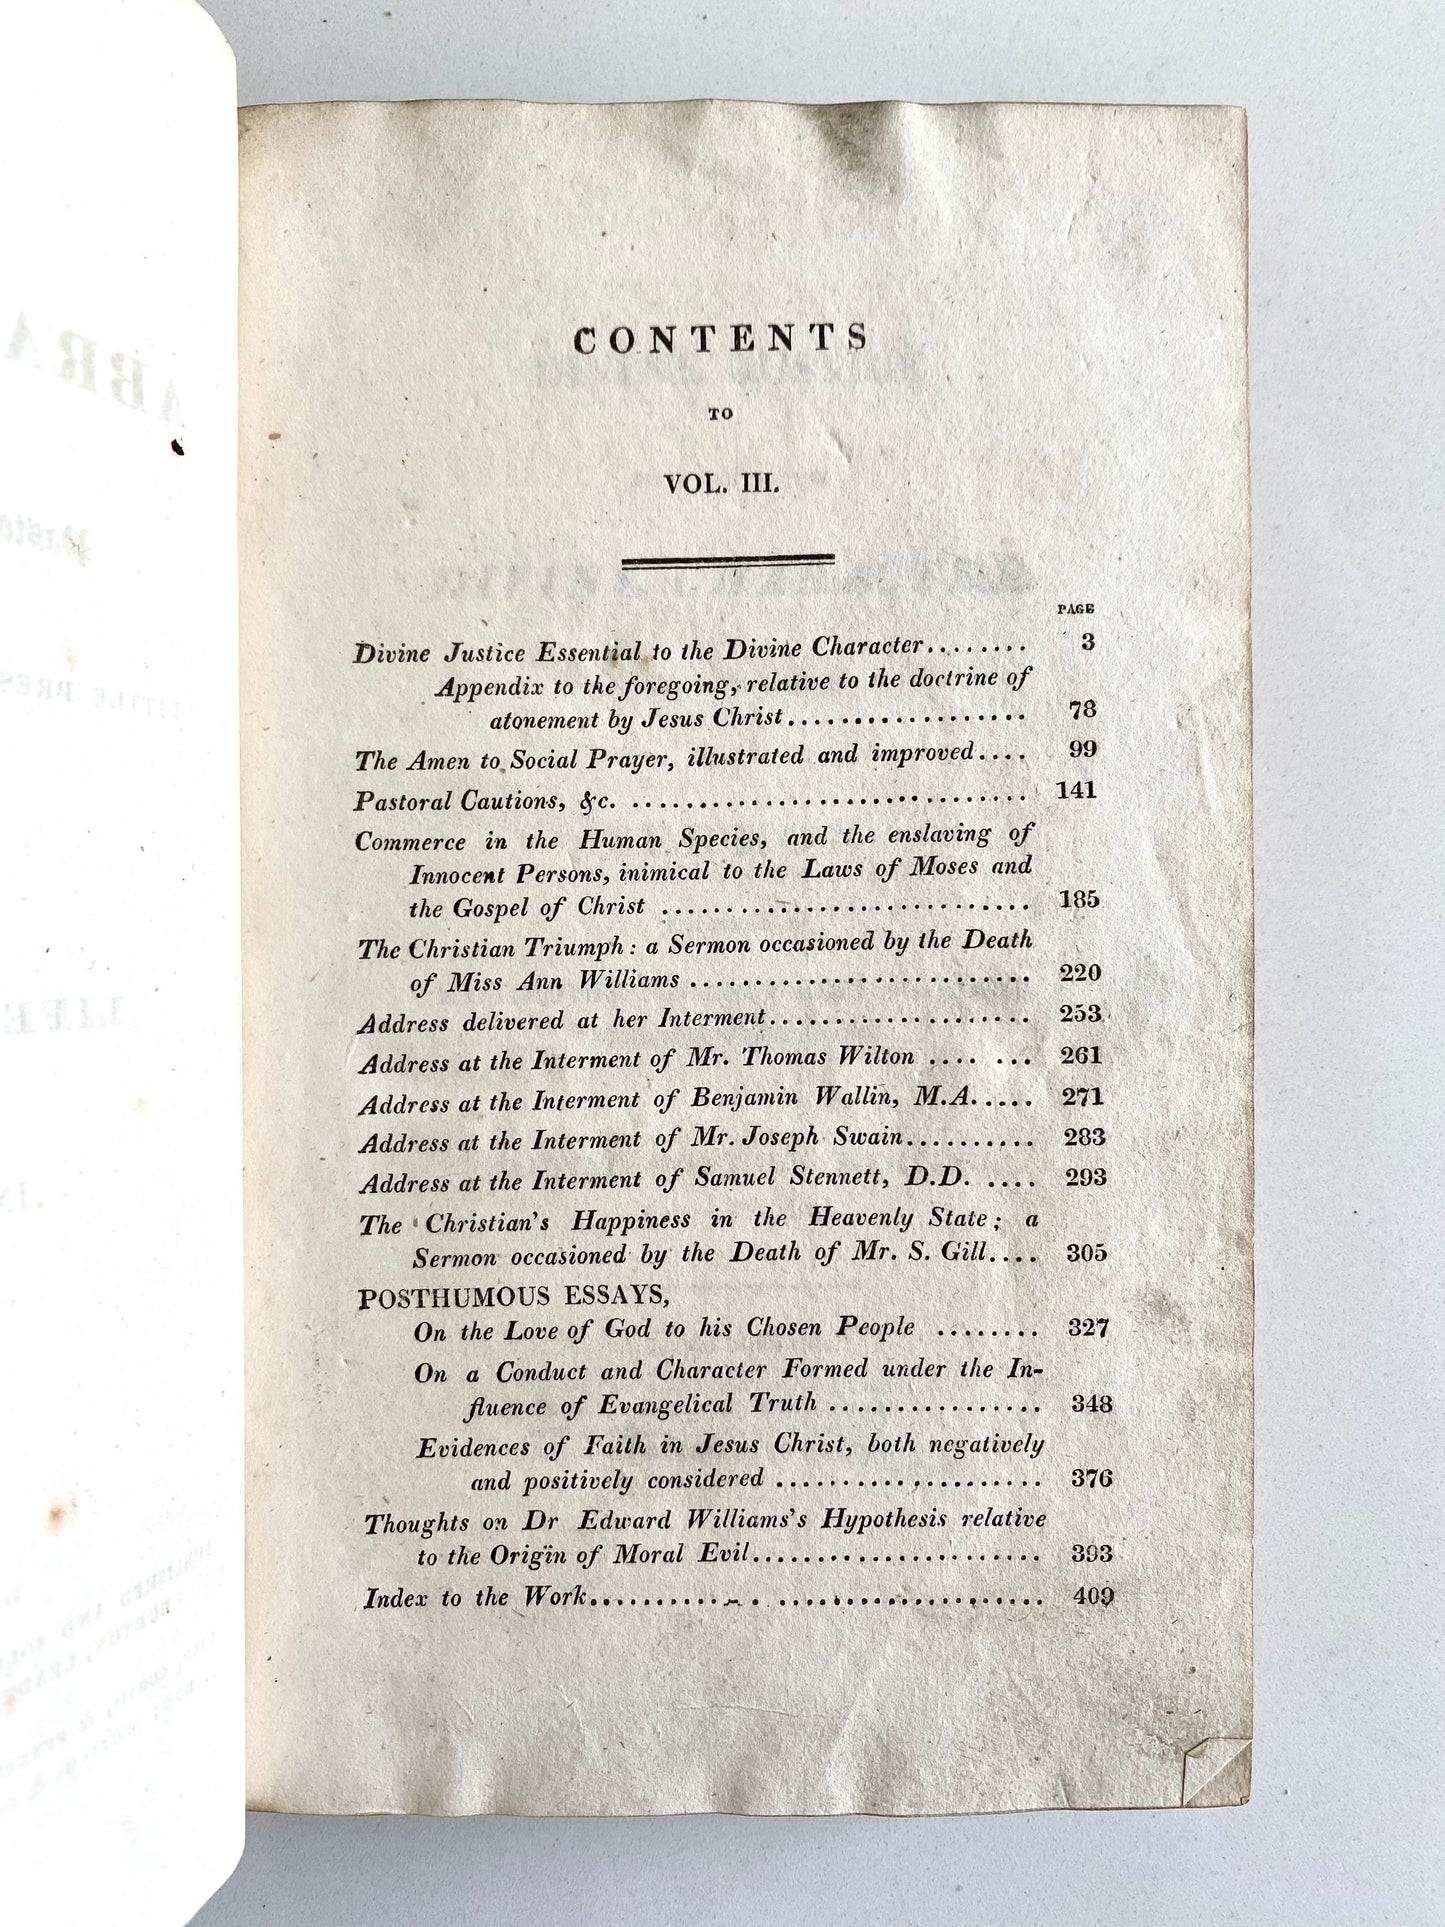 CONTENTS
TO
VOL. III.
PAGE
Divine Justice Essential to the Divine Character........ 3
Appendix to the foregoing, relative to the doctrine of
atonement by Jesus Christ................... 78
The Amen to Social Prayer, illustrated and improved.... 99
Pastoral Cautions, &c. .............................. 141
Commerce in the Human Species, and the enslaving of
Innocent Persons, inimical to the Laws of Moses and
the Gospel of Christ ............................. 185
The Christian Triumph: a Sermon occasioned by the Death
of Miss Ann Williams ........................... 220
Address delivered at her Interment.................... 253
Address at the Interment of Mr. Thomas Wilton .... ... 261
Address at the Interment of Benjamin Wallin, M.A..... 271
Address at the Interment of Mr. Joseph Swain.......... 283
Address at the Interment of Samuel Stennett, D.D. .... 293
The Christian's Happiness in the Heavenly State; a
Sermon occasioned by the Death of Mr. S. Gill.... 305
POSTHUMOUS ESSAYS,
On the Love of God to his Chosen People ........ 327
On a Conduct and Character Formed under the In-
fluence of Evangelical Truth ................ 348
Evidences of Faith in Jesus Christ, both negatively
and positively considered .................... 376
Thoughts on Dr Edward Williams's Hypothesis relative
to the Origin of Moral Evil...................... 393
Index to the Work............ . .................... 409